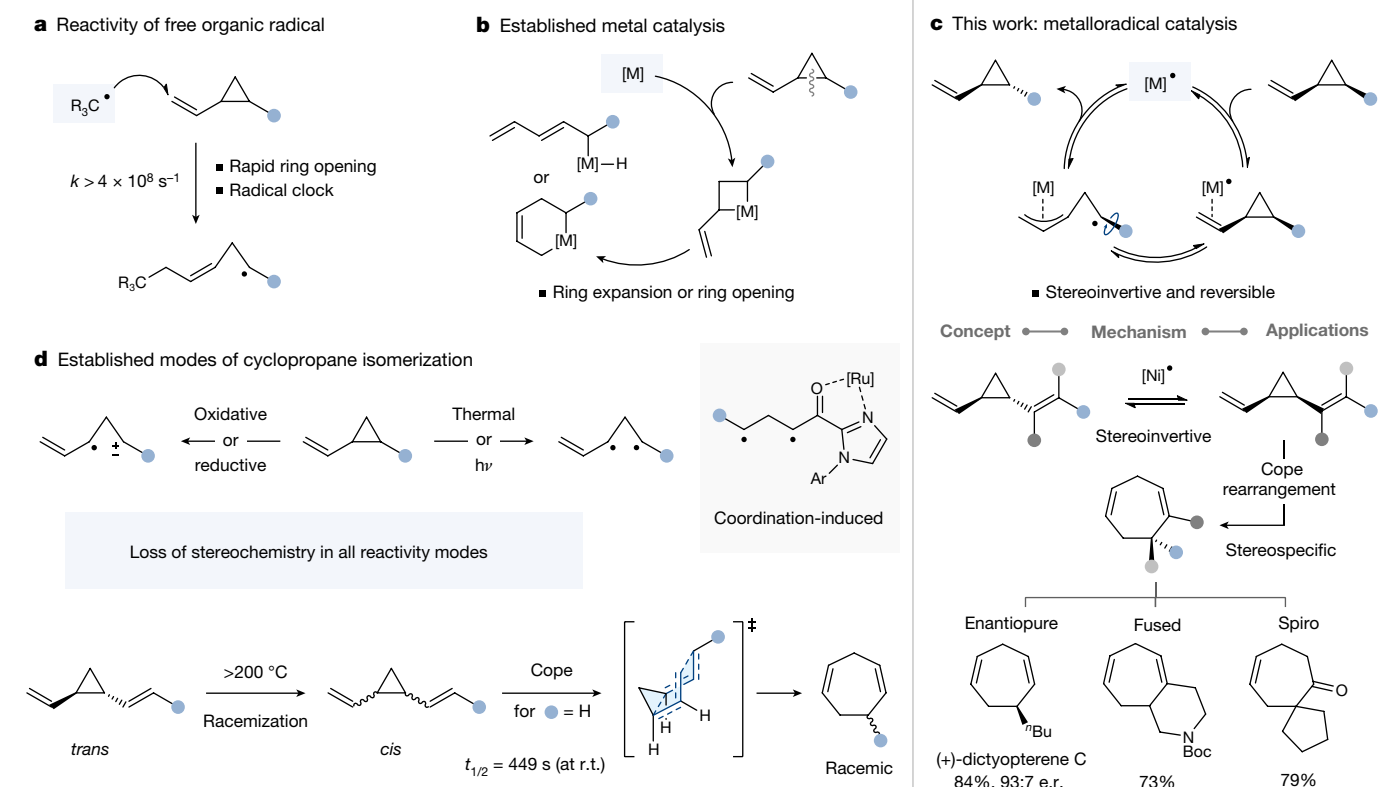 a Reactivity of free organic radical
R3C•
k > 4 × 10⁸ s⁻¹
■ Rapid ring opening
■ Radical clock
R3C
•
b Established metal catalysis
[M]
[M]—H
or
[M]
[M]
■ Ring expansion or ring opening
c This work: metalloradical catalysis
[M]•
[M]
•
[M]•
■ Stereoinvertive and reversible
Concept
Mechanism
Applications
[Ni]•
Stereoinvertive
Cope
rearrangement
Stereospecific
Enantiopure
Fused
Spiro
O
ⁿBu
N
Boc
(+)-dictyopterene C
84%, 93:7 e.r.
73%
79%
d Established modes of cyclopropane isomerization
Oxidative
or
reductive
• ±
Thermal
or
hν
• •
O
[Ru]
N
N
Ar
• •
Coordination-induced
Loss of stereochemistry in all reactivity modes
trans
>200 °C
Racemization
cis
Cope
for = H
t1/2 = 449 s (at r.t.)
H
H
H
‡
Racemic